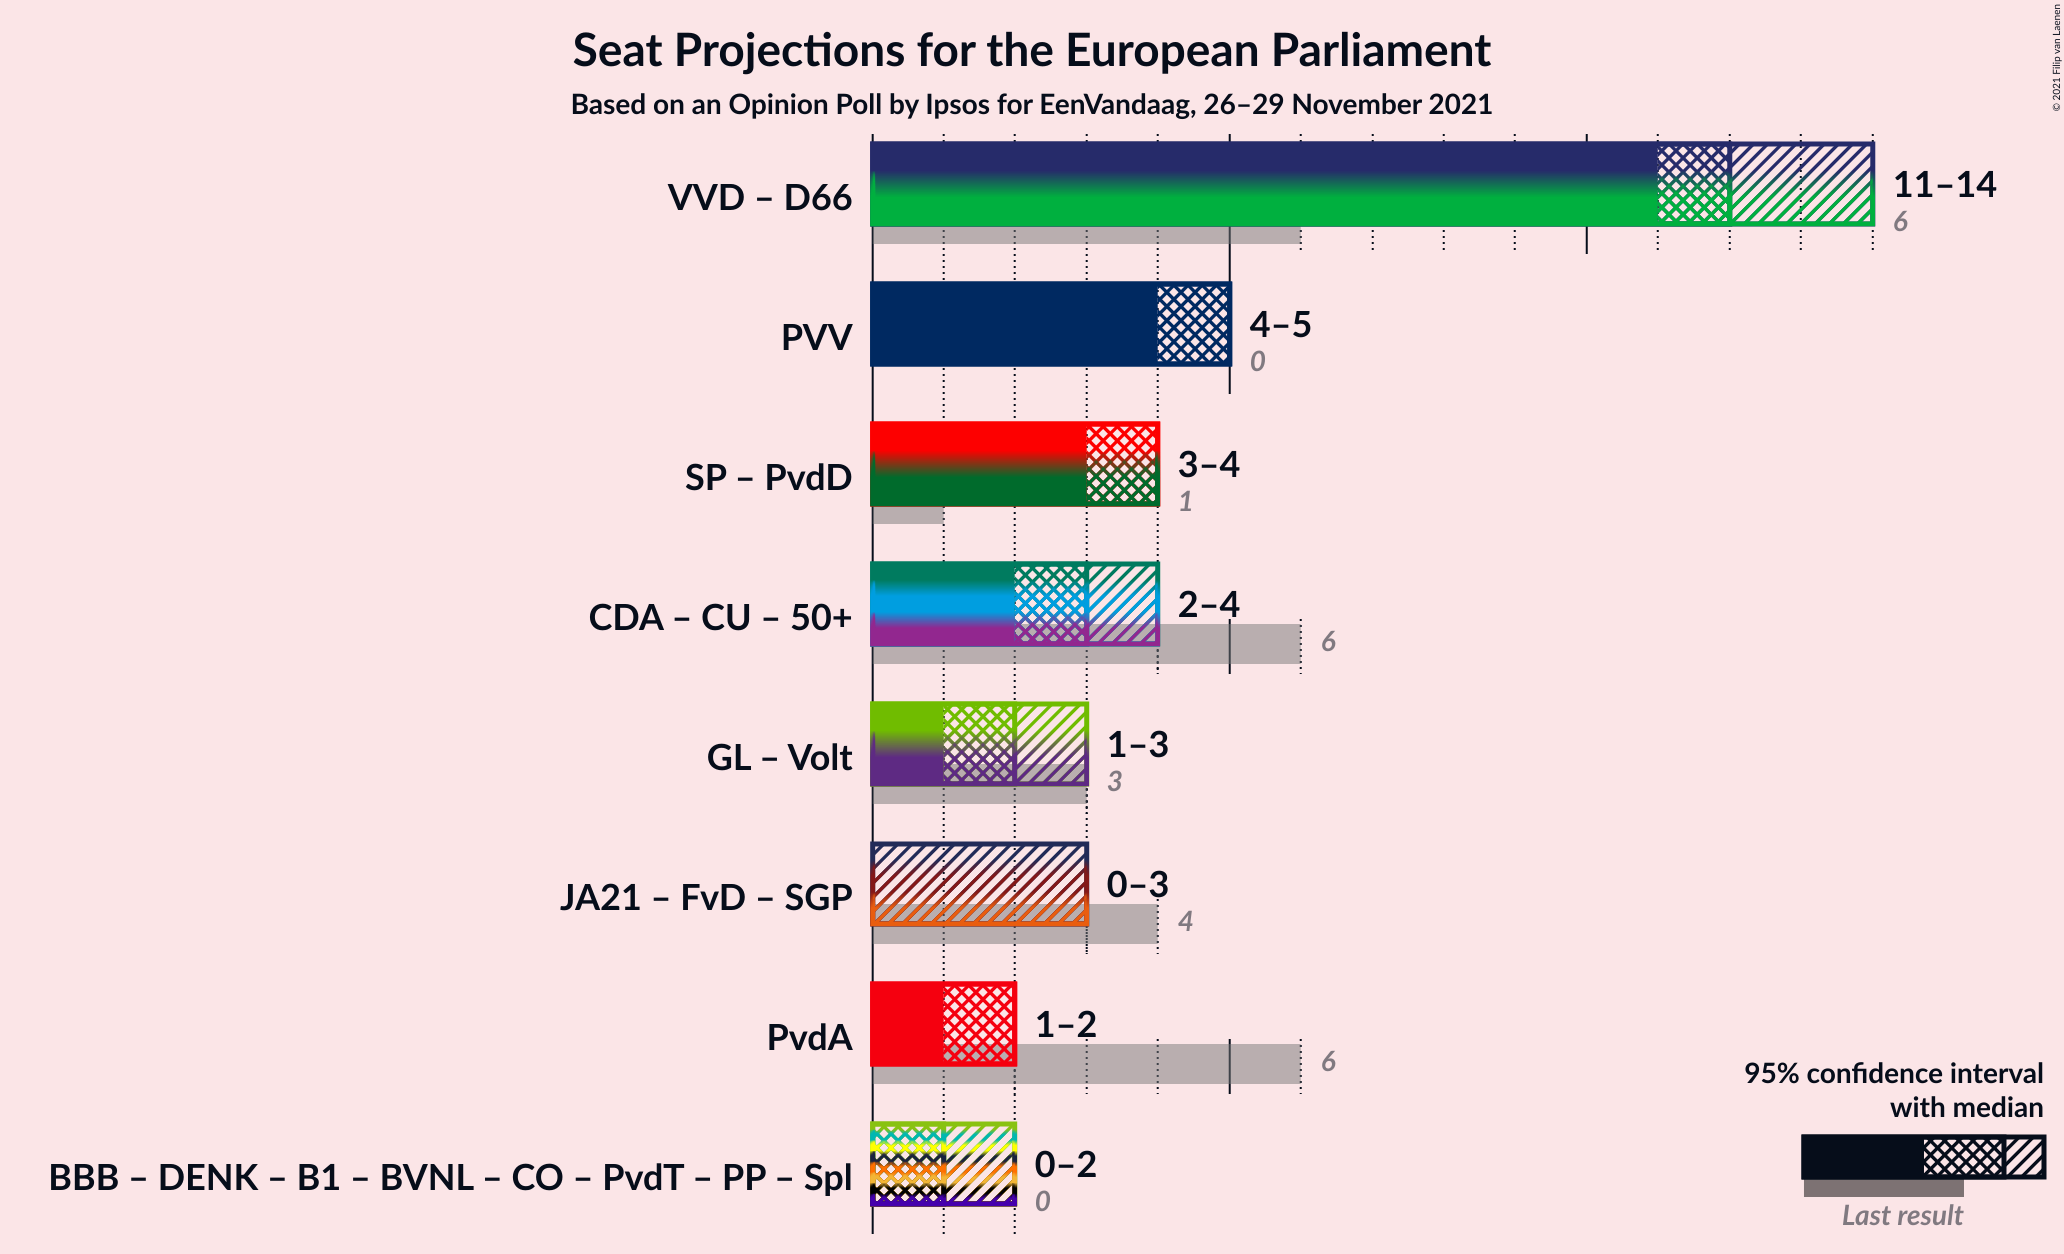 Seat Projections for the European Parliament
Based on an Opinion Poll by Ipsos for EenVandaag, 26–29 November 2021
© 2021 Filip van Laenen
VVD – D66
11–14
6
PVV
4–5
0
SP – PvdD
3–4
1
CDA – CU – 50+
2–4
6
GL – Volt
1–3
3
JA21 – FvD – SGP
0–3
4
PvdA
1–2
6
BBB – DENK – B1 – BVNL – CO – PvdT – PP – Spl
0–2
0
95% confidence interval
with median
Last result